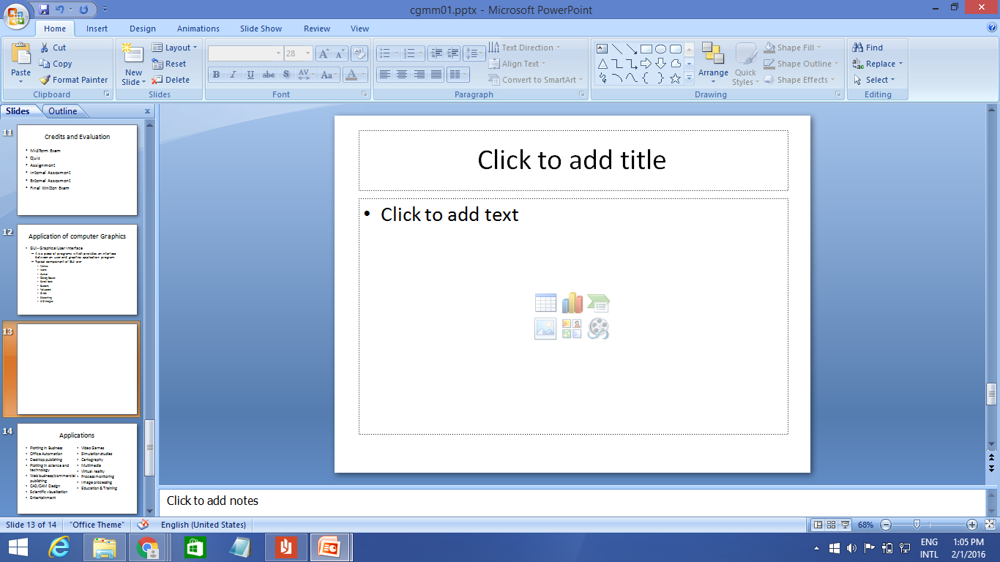 cgmm01.pptx - Microsoft PowerPoint
Home Insert Design Animations Slide Show Review View
Paste
Cut
Copy
Format Painter
Clipboard
New Slide
Layout
Reset
Delete
Slides
28
B I U abc S AV Aa A
Font
Text Direction
Align Text
Convert to SmartArt
Paragraph
Arrange
Quick Styles
Shape Fill
Shape Outline
Shape Effects
Drawing
Find
Replace
Select
Editing
Slides Outline
11
Credits and Evaluation
• MidTerm Exam
• Quiz
• Assignment
• Internal Assesment
• External Assesment
• Final Written Exam
12
Application of computer Graphics
• GUI - Graphical User Interface
– It is a piece of programs which provides an interface
between an user and graphics application program.
– Typical component of GUI are:
• Menus
• Icons
• Cursor
• Dialog boxes
• Scroll bars
• Buttons
• Valuators
• Grids
• Sketching
• 3-D images
13
14
Applications
• Plotting in Business
• Office Automation
• Desktop publishing
• Plotting in science and
technology
• Web business/commercial
publishing
• CAD/CAM Design
• Scientific visualisation
• Entertainment
• Video Games
• Simulation studies
• Cartography
• Multimedia
• Virtual reality
• Process monitoring
• Image processing
• Education & Training
Click to add title
• Click to add text
Click to add notes
Slide 13 of 14 "Office Theme" English (United States) 68%
ENG 1:05 PM
INTL 2/1/2016